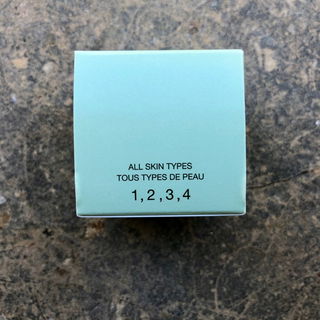 ALL SKIN TYPES
TOUS TYPES DE PEAU
1,2,3,4